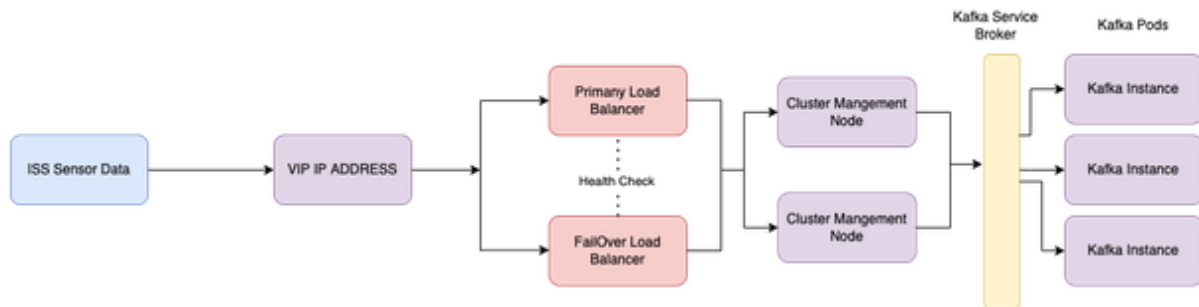 Kafka Service
Broker
Kafka Pods
ISS Sensor Data
VIP IP ADDRESS
Primany Load
Balancer
Health Check
FailOver Load
Balancer
Cluster Mangement
Node
Cluster Mangement
Node
Kafka Instance
Kafka Instance
Kafka Instance